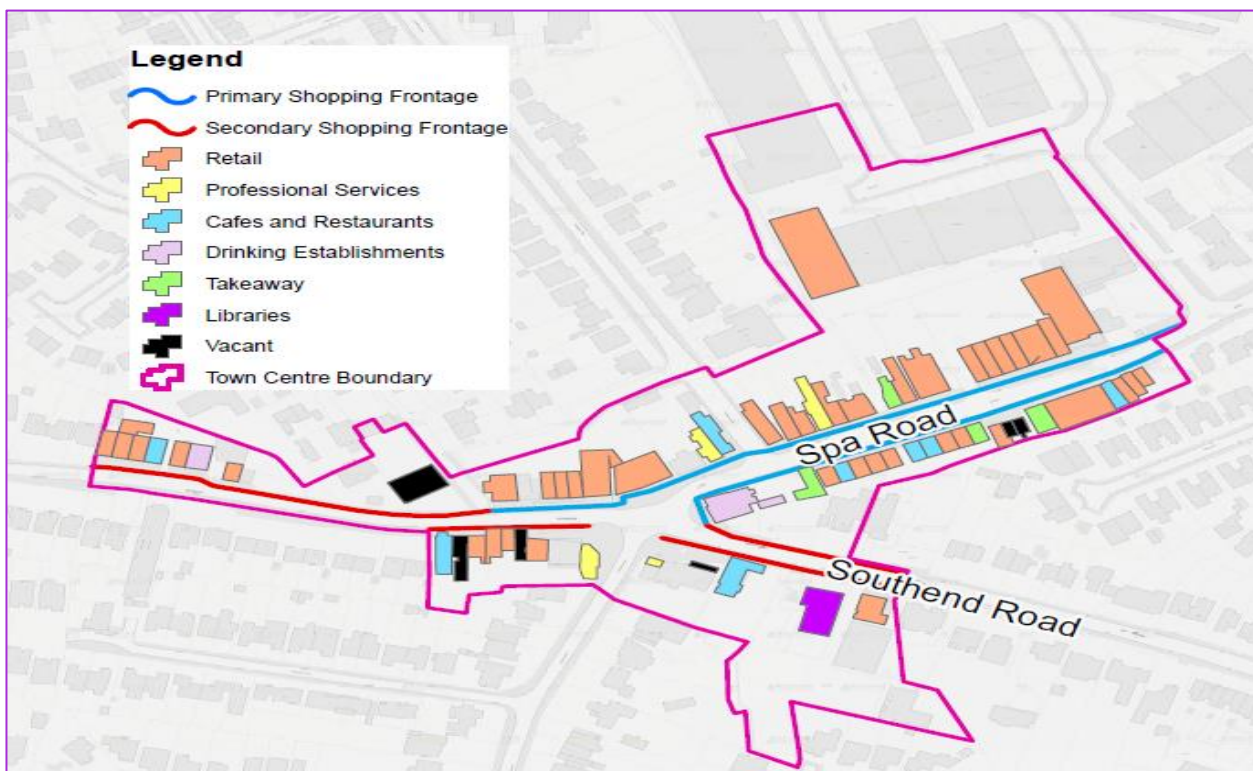 Legend
Primary Shopping Frontage
Secondary Shopping Frontage
Retail
Professional Services
Cafes and Restaurants
Drinking Establishments
Takeaway
Libraries
Vacant
Town Centre Boundary
Spa Road
Southend Road